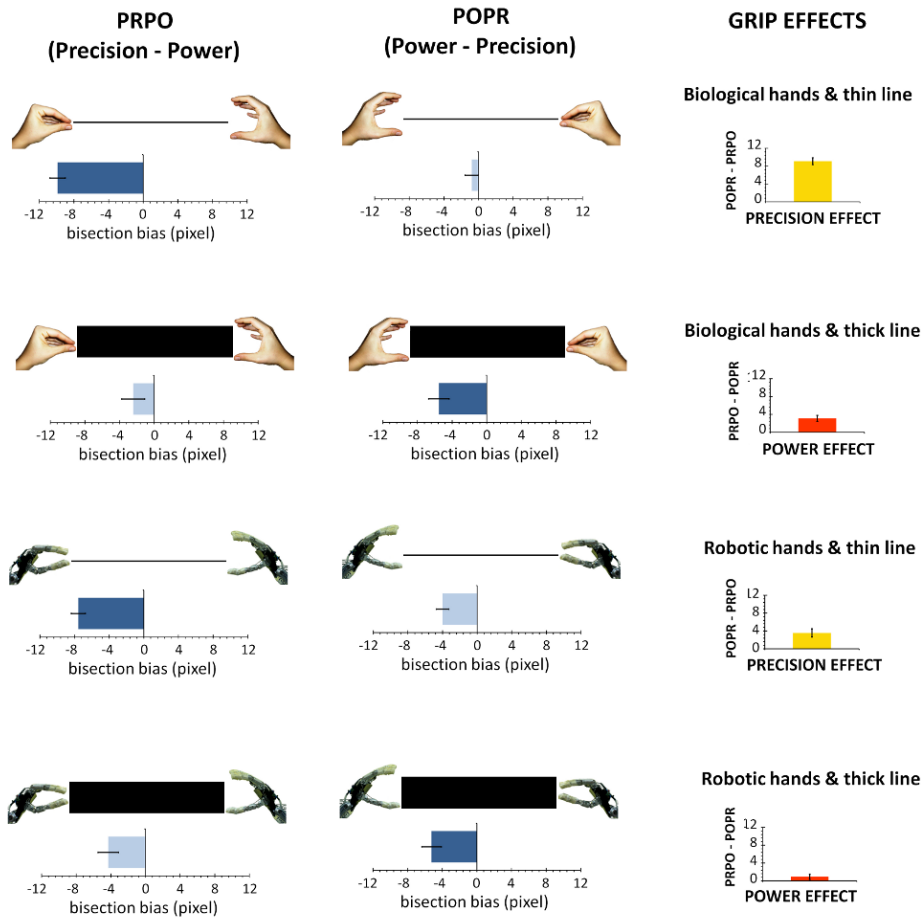 PRPO
(Precision - Power)
POPR
(Power - Precision)
GRIP EFFECTS
Biological hands & thin line
-12 -8 -4 0 4 8 12
bisection bias (pixel)
-12 -8 -4 0 4 8 12
bisection bias (pixel)
POPR - PRPO
12
8
4
0
PRECISION EFFECT
Biological hands & thick line
-12 -8 -4 0 4 8 12
bisection bias (pixel)
-12 -8 -4 0 4 8 12
bisection bias (pixel)
PRPO - POPR
12
8
4
0
POWER EFFECT
Robotic hands & thin line
-12 -8 -4 0 4 8 12
bisection bias (pixel)
-12 -8 -4 0 4 8 12
bisection bias (pixel)
POPR - PRPO
12
8
4
0
PRECISION EFFECT
Robotic hands & thick line
-12 -8 -4 0 4 8 12
bisection bias (pixel)
-12 -8 -4 0 4 8 12
bisection bias (pixel)
PRPO - POPR
12
8
4
0
POWER EFFECT